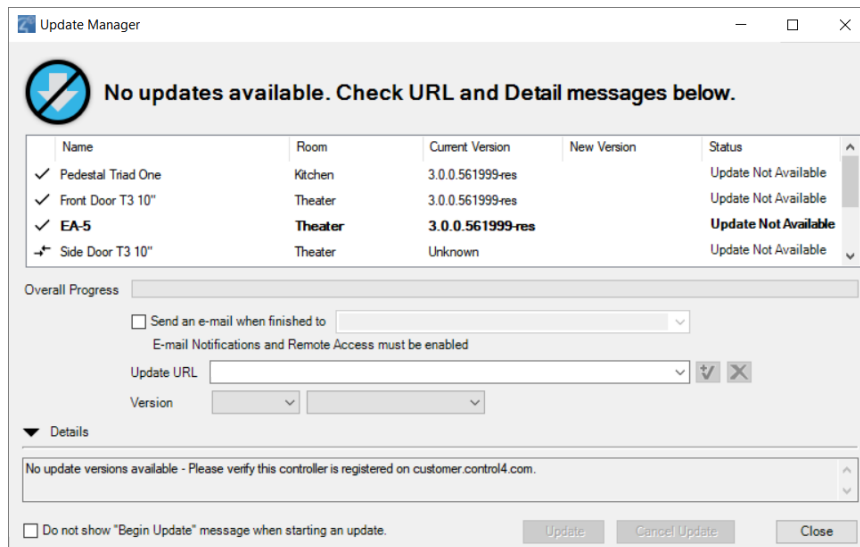 Update Manager
No updates available. Check URL and Detail messages below.
Name Room Current Version New Version Status
Pedestal Triad One Kitchen 3.0.0.561999-res Update Not Available
Front Door T3 10" Theater 3.0.0.561999-res Update Not Available
EA-5 Theater 3.0.0.561999-res Update Not Available
Side Door T3 10" Theater Unknown Update Not Available
Overall Progress
Send an e-mail when finished to
E-mail Notifications and Remote Access must be enabled
Update URL
Version
Details
No update versions available - Please verify this controller is registered on customer.control4.com.
Do not show "Begin Update" message when starting an update.
Update Cancel Update Close